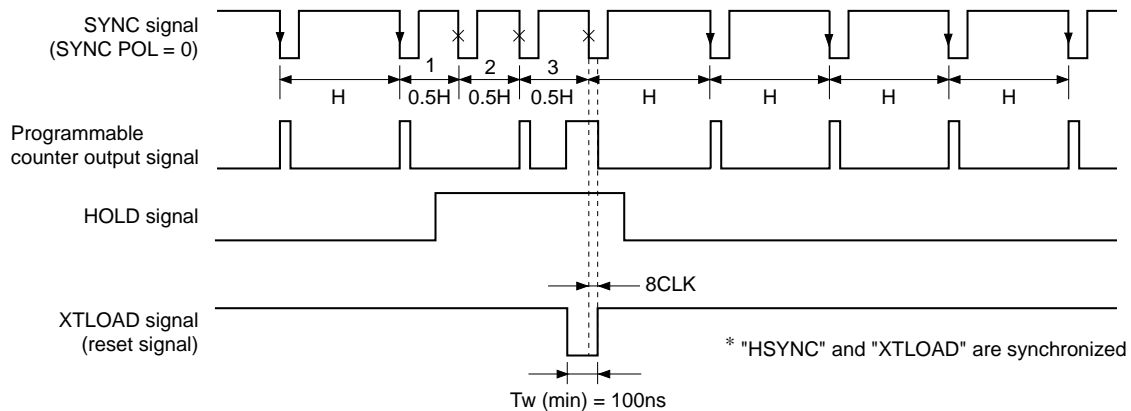 SYNC signal
(SYNC POL = 0)
1 2 3
H 0.5H 0.5H 0.5H H H H H
Programmable
counter output signal
HOLD signal
8CLK
XTLOAD signal
(reset signal)
* "HSYNC" and "XTLOAD" are synchronized
Tw (min) = 100ns